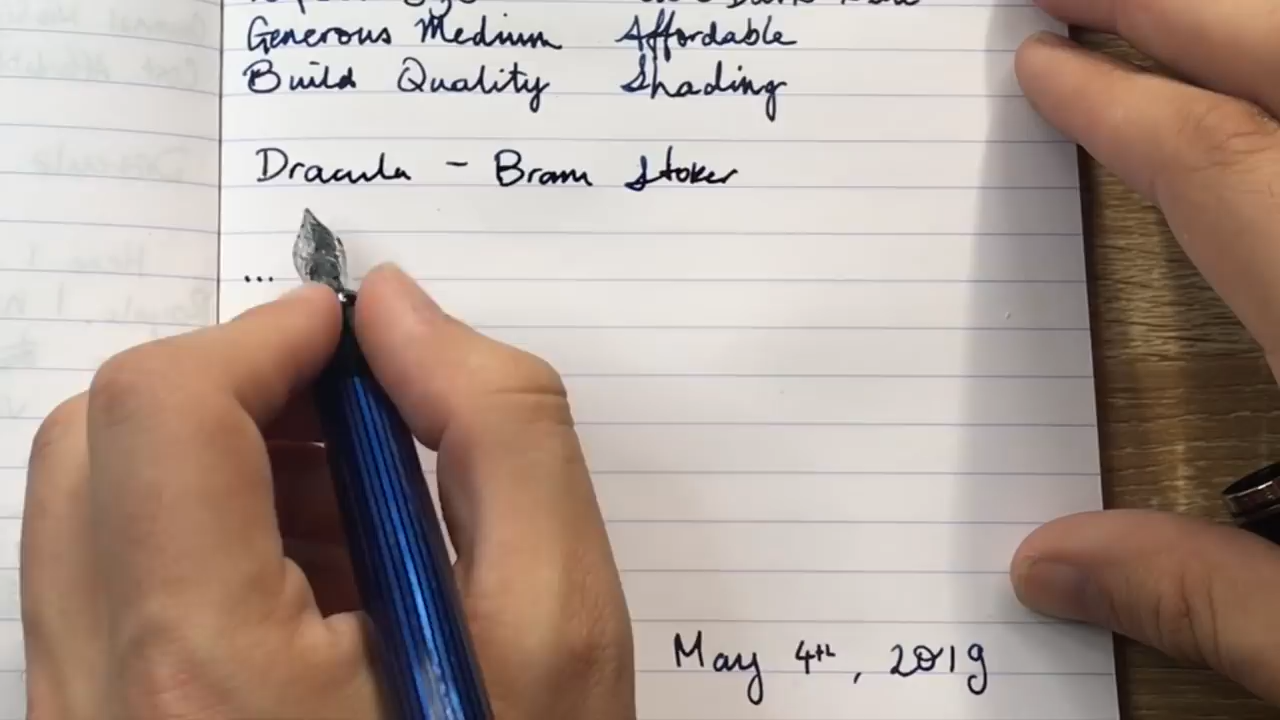 Generous Medium Affordable
Build Quality Shading
Dracula - Bram Stoker
...
May 4th, 2019